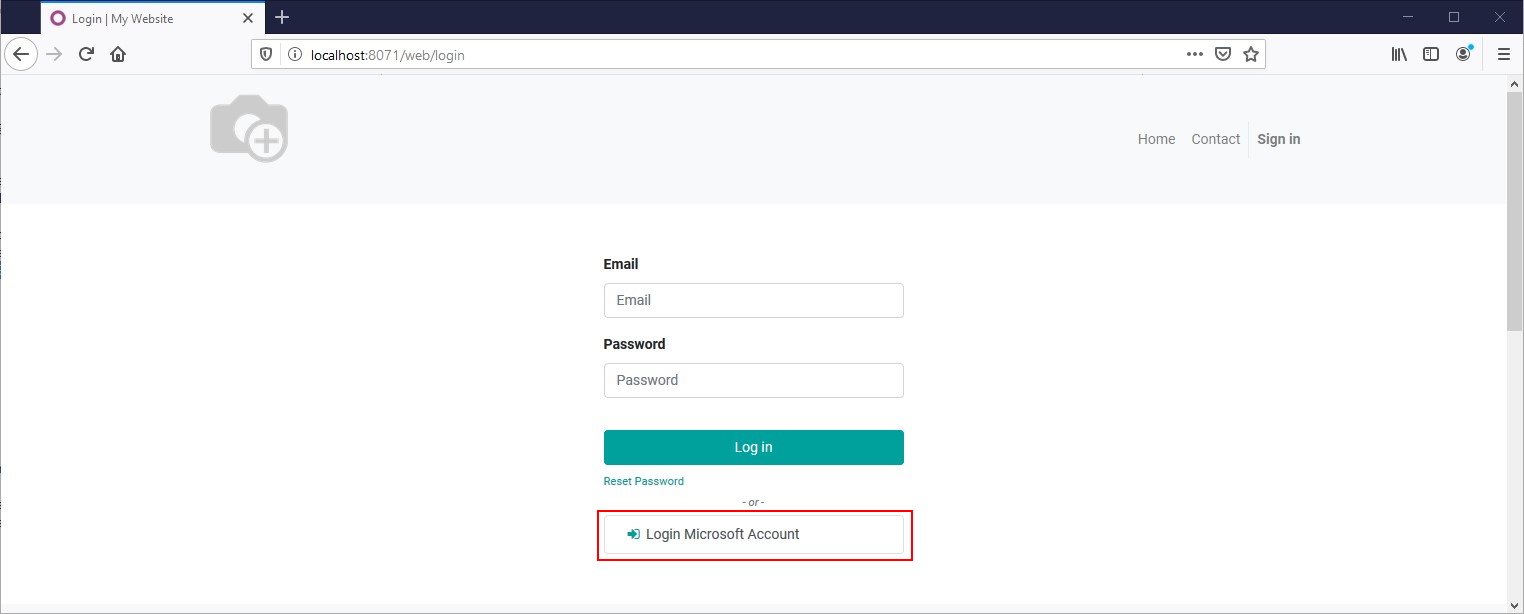 Login | My Website
localhost:8071/web/login
Home Contact Sign in
Email
Email
Password
Password
Log in
Reset Password
- or -
Login Microsoft Account